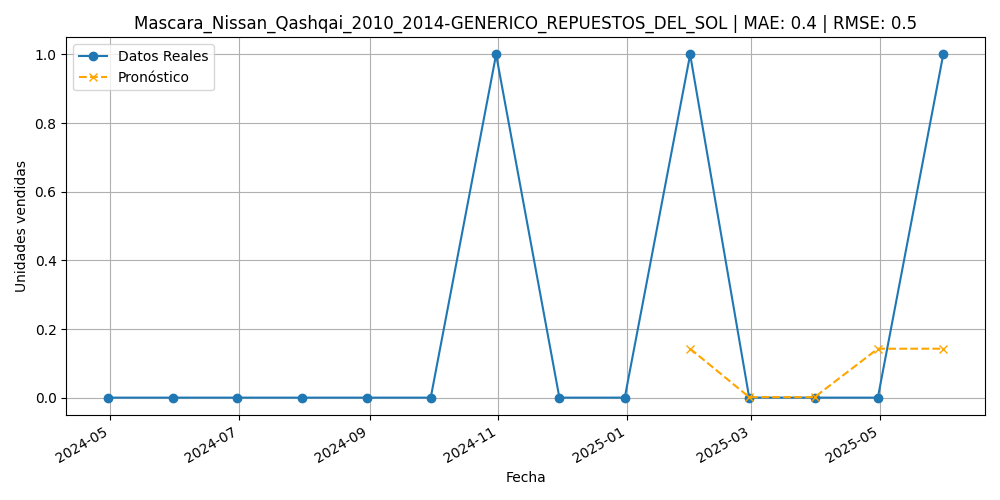 Mascara_Nissan_Qashqai_2010_2014-GENERICO_REPUESTOS_DEL_SOL | MAE: 0.4 | RMSE: 0.5
Datos Reales
Pronóstico
Unidades vendidas
1.0
0.8
0.6
0.4
0.2
0.0
2024-05
2024-07
2024-09
2024-11
2025-01
2025-03
2025-05
Fecha